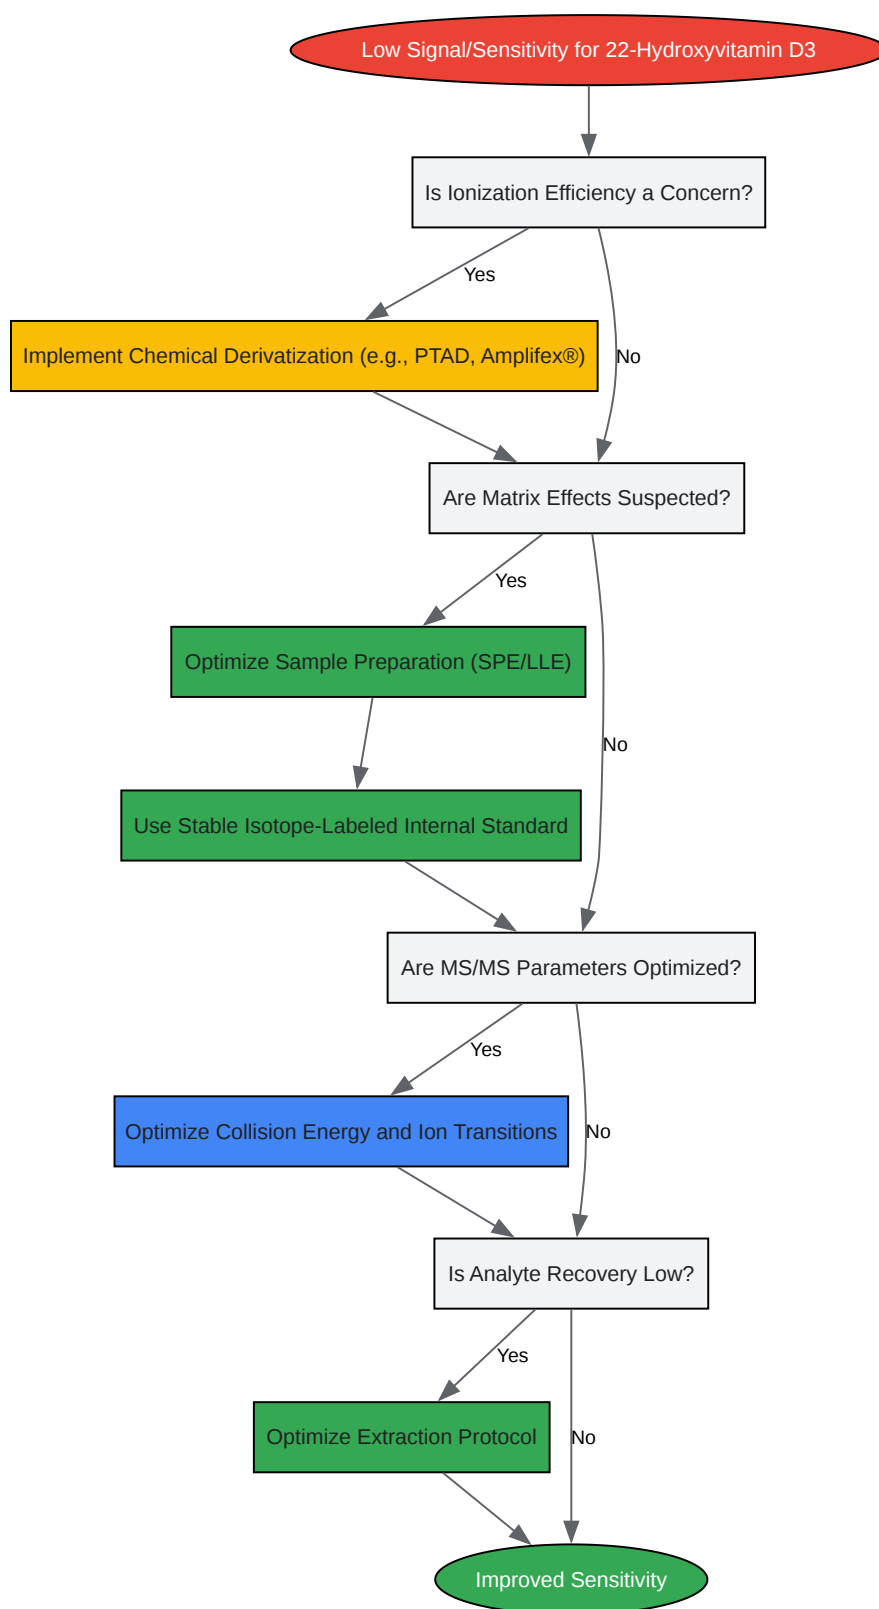 Low Signal/Sensitivity for 22-Hydroxyvitamin D3
Is Ionization Efficiency a Concern?
Yes
Implement Chemical Derivatization (e.g., PTAD, Amplifex®)
No
Are Matrix Effects Suspected?
Yes
Optimize Sample Preparation (SPE/LLE)
No
Use Stable Isotope-Labeled Internal Standard
Are MS/MS Parameters Optimized?
Yes
Optimize Collision Energy and Ion Transitions
No
Is Analyte Recovery Low?
Yes
Optimize Extraction Protocol
No
Improved Sensitivity